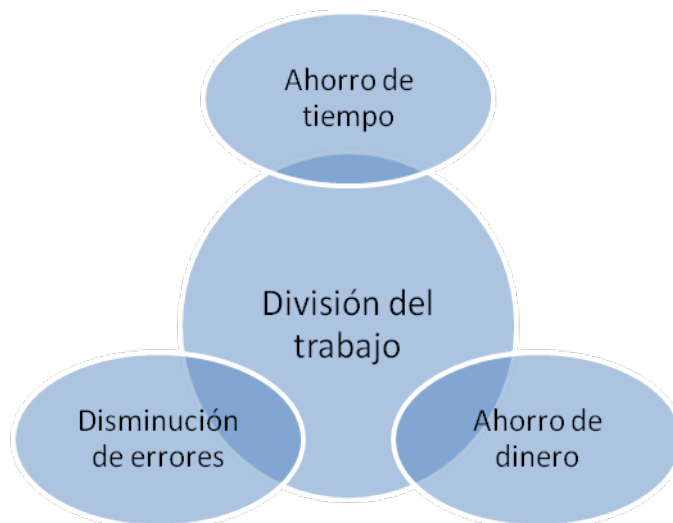 Ahorro de
tiempo
División del
trabajo
Disminución
de errores
Ahorro de
dinero